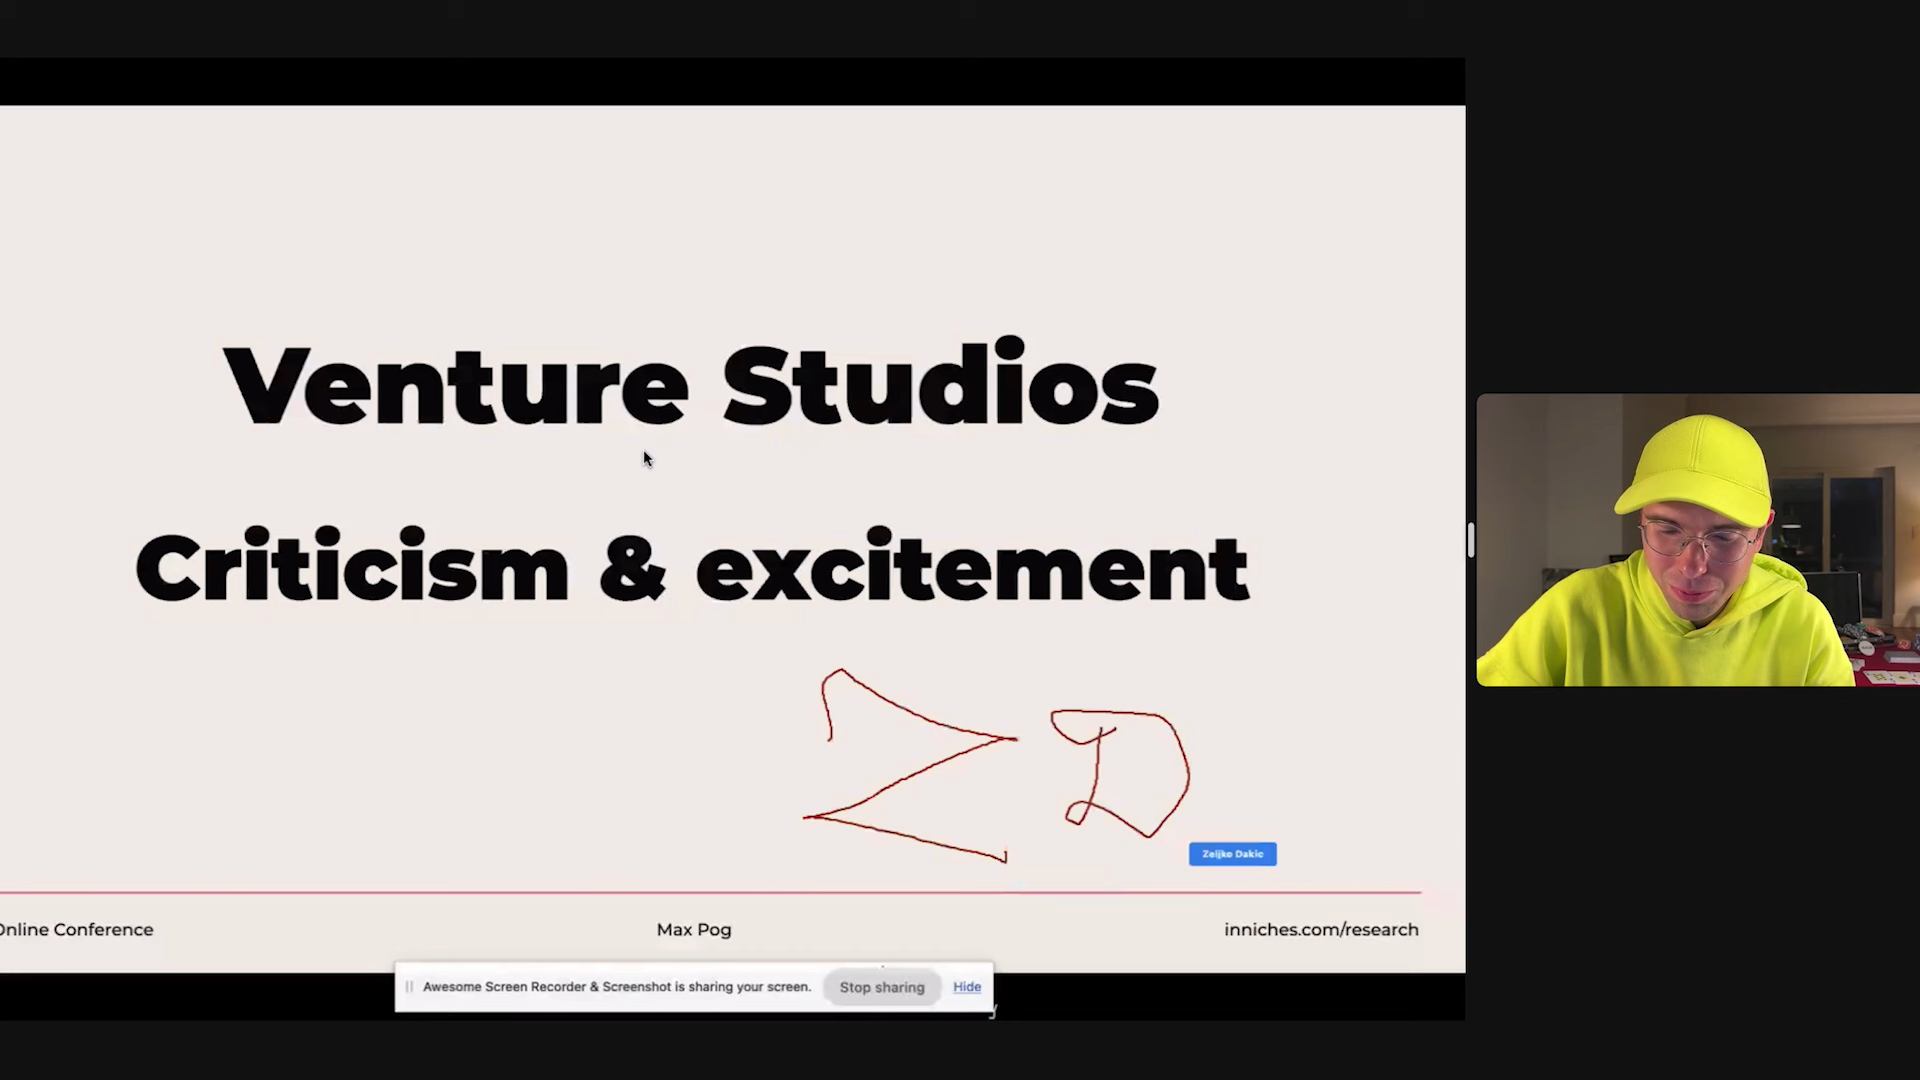 Venture Studios
Criticism & excitement
Z D
Zeljko Dakic
Online Conference
Max Pog
inniches.com/research
Awesome Screen Recorder & Screenshot is sharing your screen.
Stop sharing
Hide